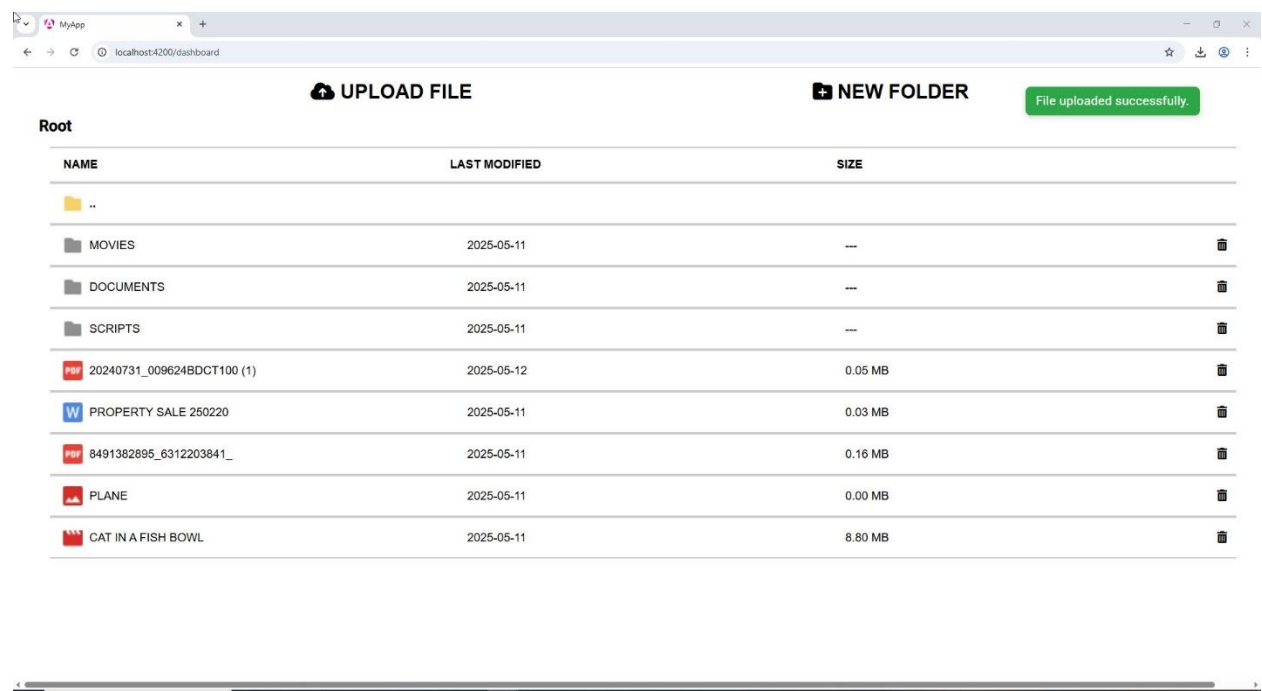 MyApp
localhost:4200/dashboard
UPLOAD FILE NEW FOLDER File uploaded successfully.
Root
NAME LAST MODIFIED SIZE
..
MOVIES 2025-05-11 ---
DOCUMENTS 2025-05-11 ---
SCRIPTS 2025-05-11 ---
PDF 20240731_009624BDCT100 (1) 2025-05-12 0.05 MB
W PROPERTY SALE 250220 2025-05-11 0.03 MB
PDF 8491382895_6312203841_ 2025-05-11 0.16 MB
PLANE 2025-05-11 0.00 MB
CAT IN A FISH BOWL 2025-05-11 8.80 MB